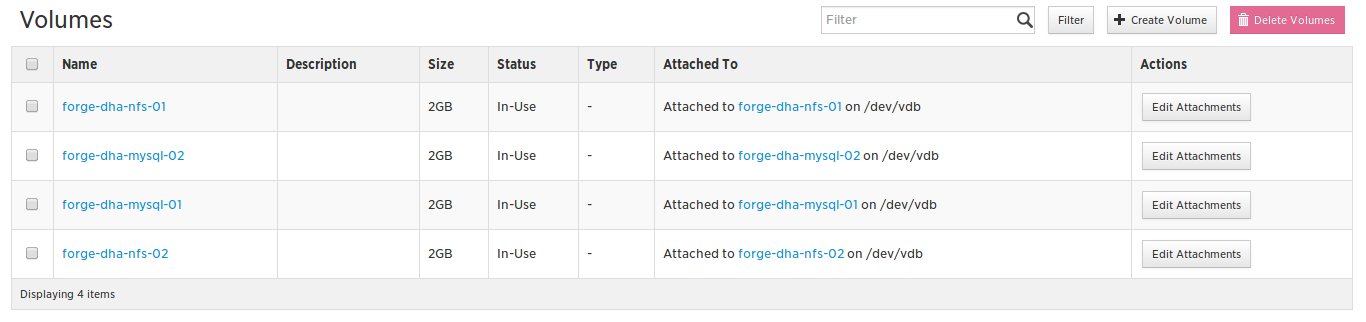 Volumes
Filter
Filter
Create Volume
Delete Volumes
Name Description Size Status Type Attached To Actions
forge-dha-nfs-01 2GB In-Use - Attached to forge-dha-nfs-01 on /dev/vdb Edit Attachments
forge-dha-mysql-02 2GB In-Use - Attached to forge-dha-mysql-02 on /dev/vdb Edit Attachments
forge-dha-mysql-01 2GB In-Use - Attached to forge-dha-mysql-01 on /dev/vdb Edit Attachments
forge-dha-nfs-02 2GB In-Use - Attached to forge-dha-nfs-02 on /dev/vdb Edit Attachments
Displaying 4 items